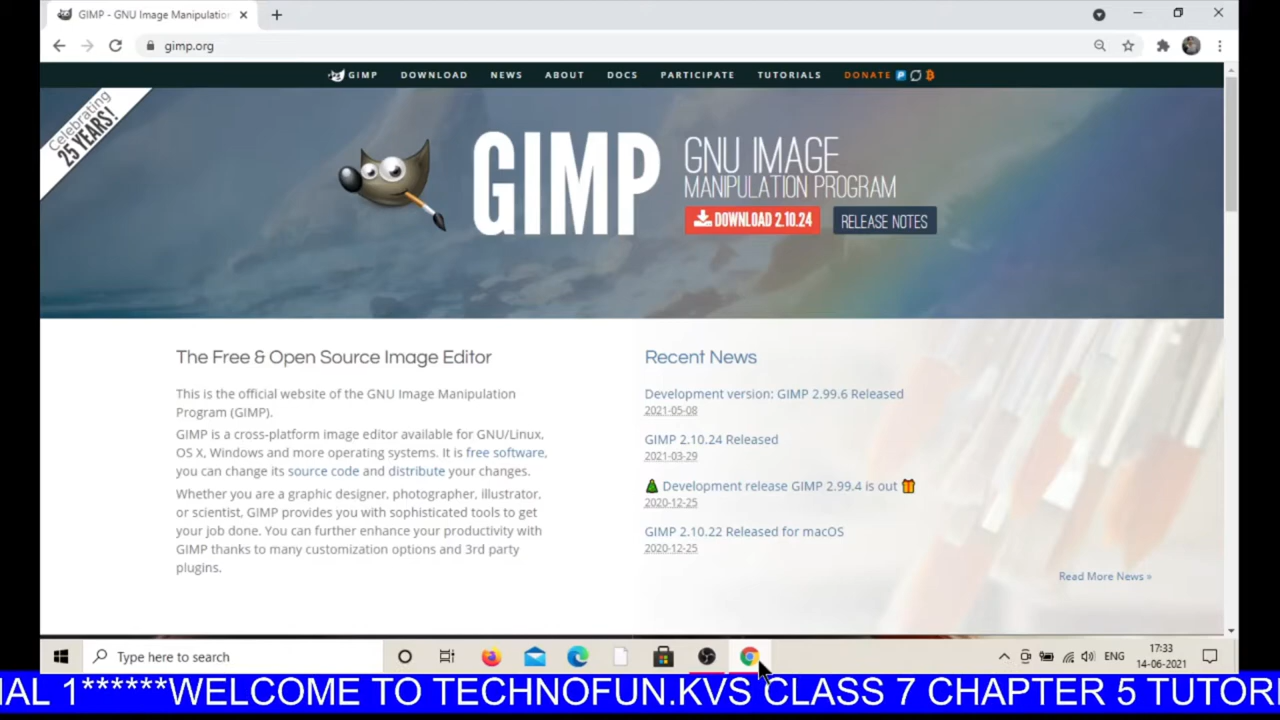 GIMP - GNU Image Manipulation
gimp.org
GIMP DOWNLOAD NEWS ABOUT DOCS PARTICIPATE TUTORIALS DONATE
Celebrating
25 YEARS!
GIMP
GNU IMAGE
MANIPULATION PROGRAM
DOWNLOAD 2.10.24
RELEASE NOTES
The Free & Open Source Image Editor
This is the official website of the GNU Image Manipulation
Program (GIMP).
GIMP is a cross-platform image editor available for GNU/Linux,
OS X, Windows and more operating systems. It is free software,
you can change its source code and distribute your changes.
Whether you are a graphic designer, photographer, illustrator,
or scientist, GIMP provides you with sophisticated tools to get
your job done. You can further enhance your productivity with
GIMP thanks to many customization options and 3rd party
plugins.
Recent News
Development version: GIMP 2.99.6 Released
2021-05-08
GIMP 2.10.24 Released
2021-03-29
Development release GIMP 2.99.4 is out
2020-12-25
GIMP 2.10.22 Released for macOS
2020-12-25
Read More News »
Type here to search
ENG
17:33
14-06-2021
IAL 1******WELCOME TO TECHNOFUN.KVS CLASS 7 CHAPTER 5 TUTORI